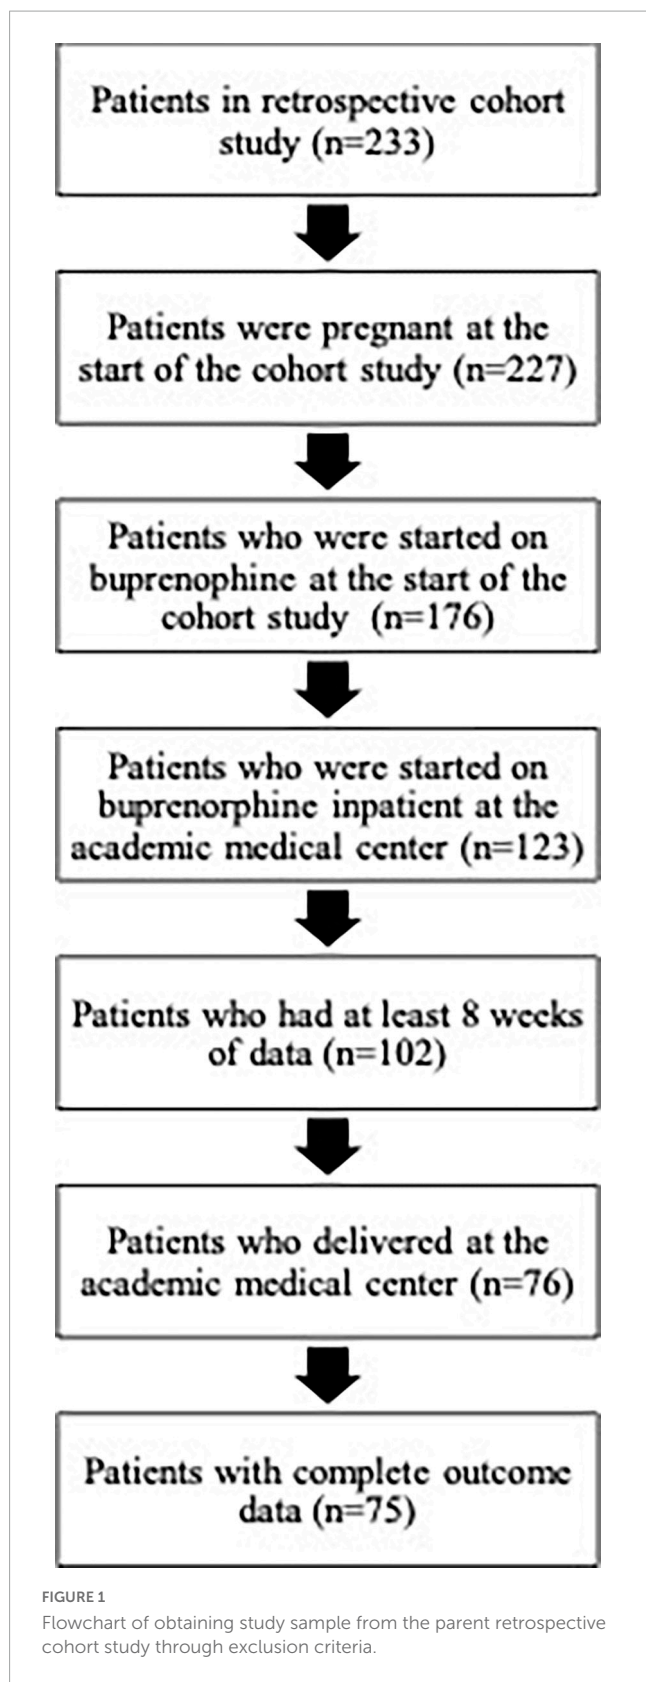 Patients in retrospective cohort
study (n=233)
Patients were pregnant at the
start of the cohort study (n=227)
Patients who were started on
buprenophine at the start of the
cohort study (n=176)
Patients who were started on
buprenorphine inpatient at the
academic medical center (n=123)
Patients who had at least 8 weeks
of data (n=102)
Patients who delivered at the
academic medical center (n=76)
Patients with complete outcome
data (n=75)
FIGURE 1
Flowchart of obtaining study sample from the parent retrospective
cohort study through exclusion criteria.